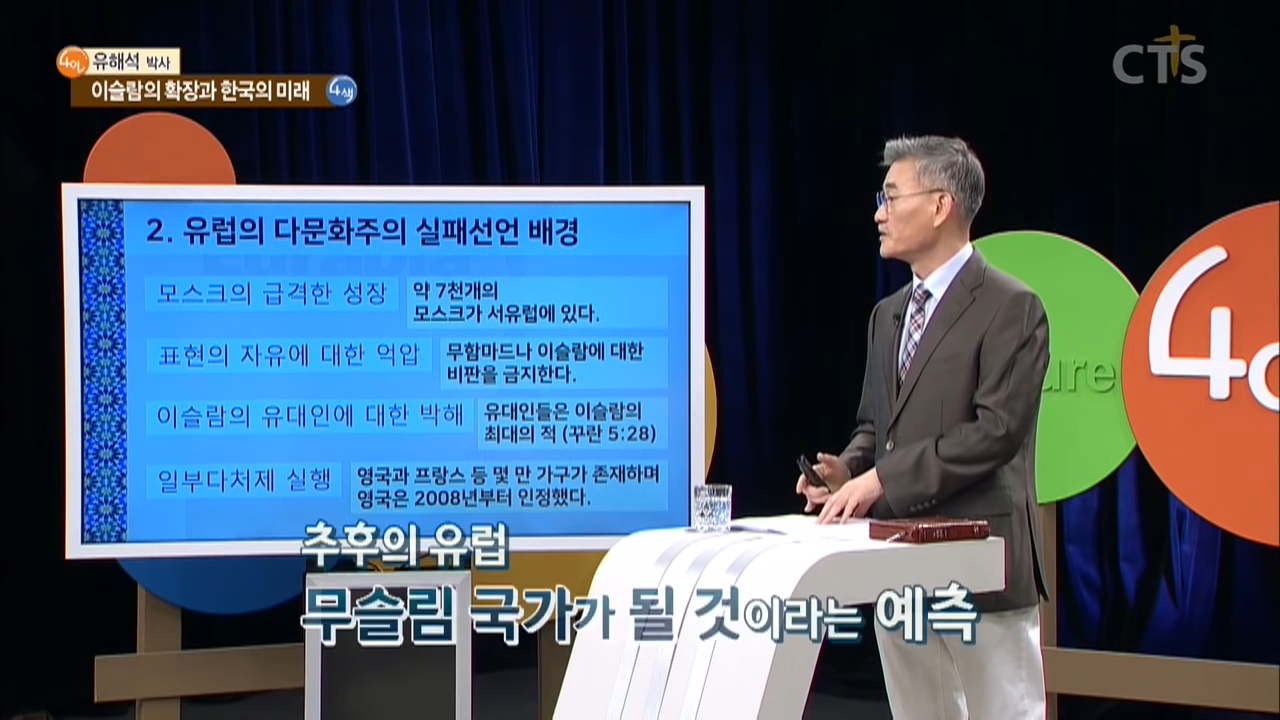 4인 유해석 박사
이슬람의 확장과 한국의 미래 4색
CTS
2. 유럽의 다문화주의 실패선언 배경
모스크의 급격한 성장
약 7천개의
모스크가 서유럽에 있다.
표현의 자유에 대한 억압
무함마드나 이슬람에 대한
비판을 금지한다.
이슬람의 유대인에 대한 박해
유대인들은 이슬람의
최대의 적 (꾸란 5:28)
일부다처제 실행
영국과 프랑스 등 몇 만 가구가 존재하며
영국은 2008년부터 인정했다.
ure
4인
추후의 유럽
무슬림 국가가 될 것이라는 예측